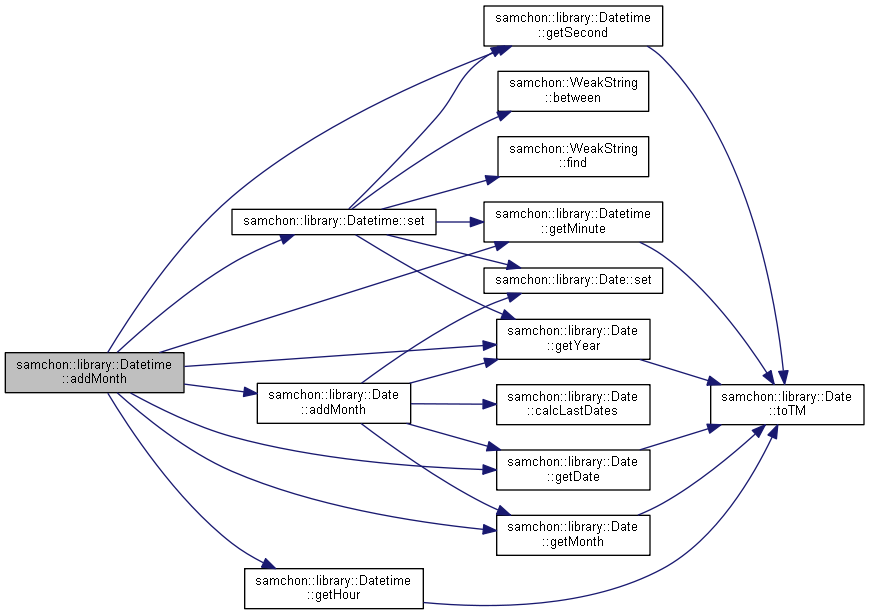 samchon::library::Datetime
::getSecond
samchon::WeakString
::between
samchon::WeakString
::find
samchon::library::Datetime::set
samchon::library::Datetime
::getMinute
samchon::library::Date::set
samchon::library::Date
::getYear
samchon::library::Datetime
::addMonth
samchon::library::Date
::addMonth
samchon::library::Date
::calcLastDates
samchon::library::Date
::toTM
samchon::library::Date
::getDate
samchon::library::Date
::getMonth
samchon::library::Datetime
::getHour